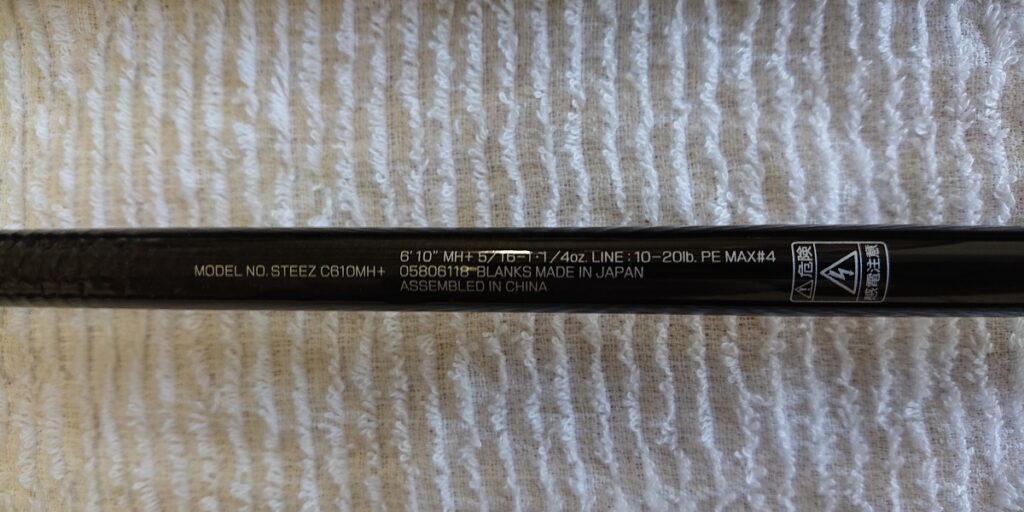 MODEL NO. STEEZ C610MH+
6'10" MH+ 5/16-1・1/4oz. LINE : 10-20lb. PE MAX#4
05806118 BLANKS MADE IN JAPAN
ASSEMBLED IN CHINA
危険
感電注意